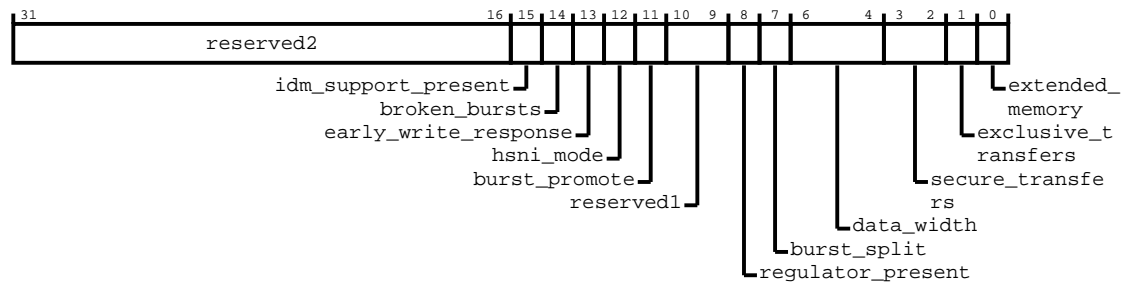 31 16 15 14 13 12 11 10 9 8 7 6 4 3 2 1 0
reserved2
idm_support_present
extended_
broken_bursts
memory
early_write_response
exclusive_t
hsni_mode
ransfers
burst_promote
secure_transfe
reserved1
rs
data_width
burst_split
regulator_present